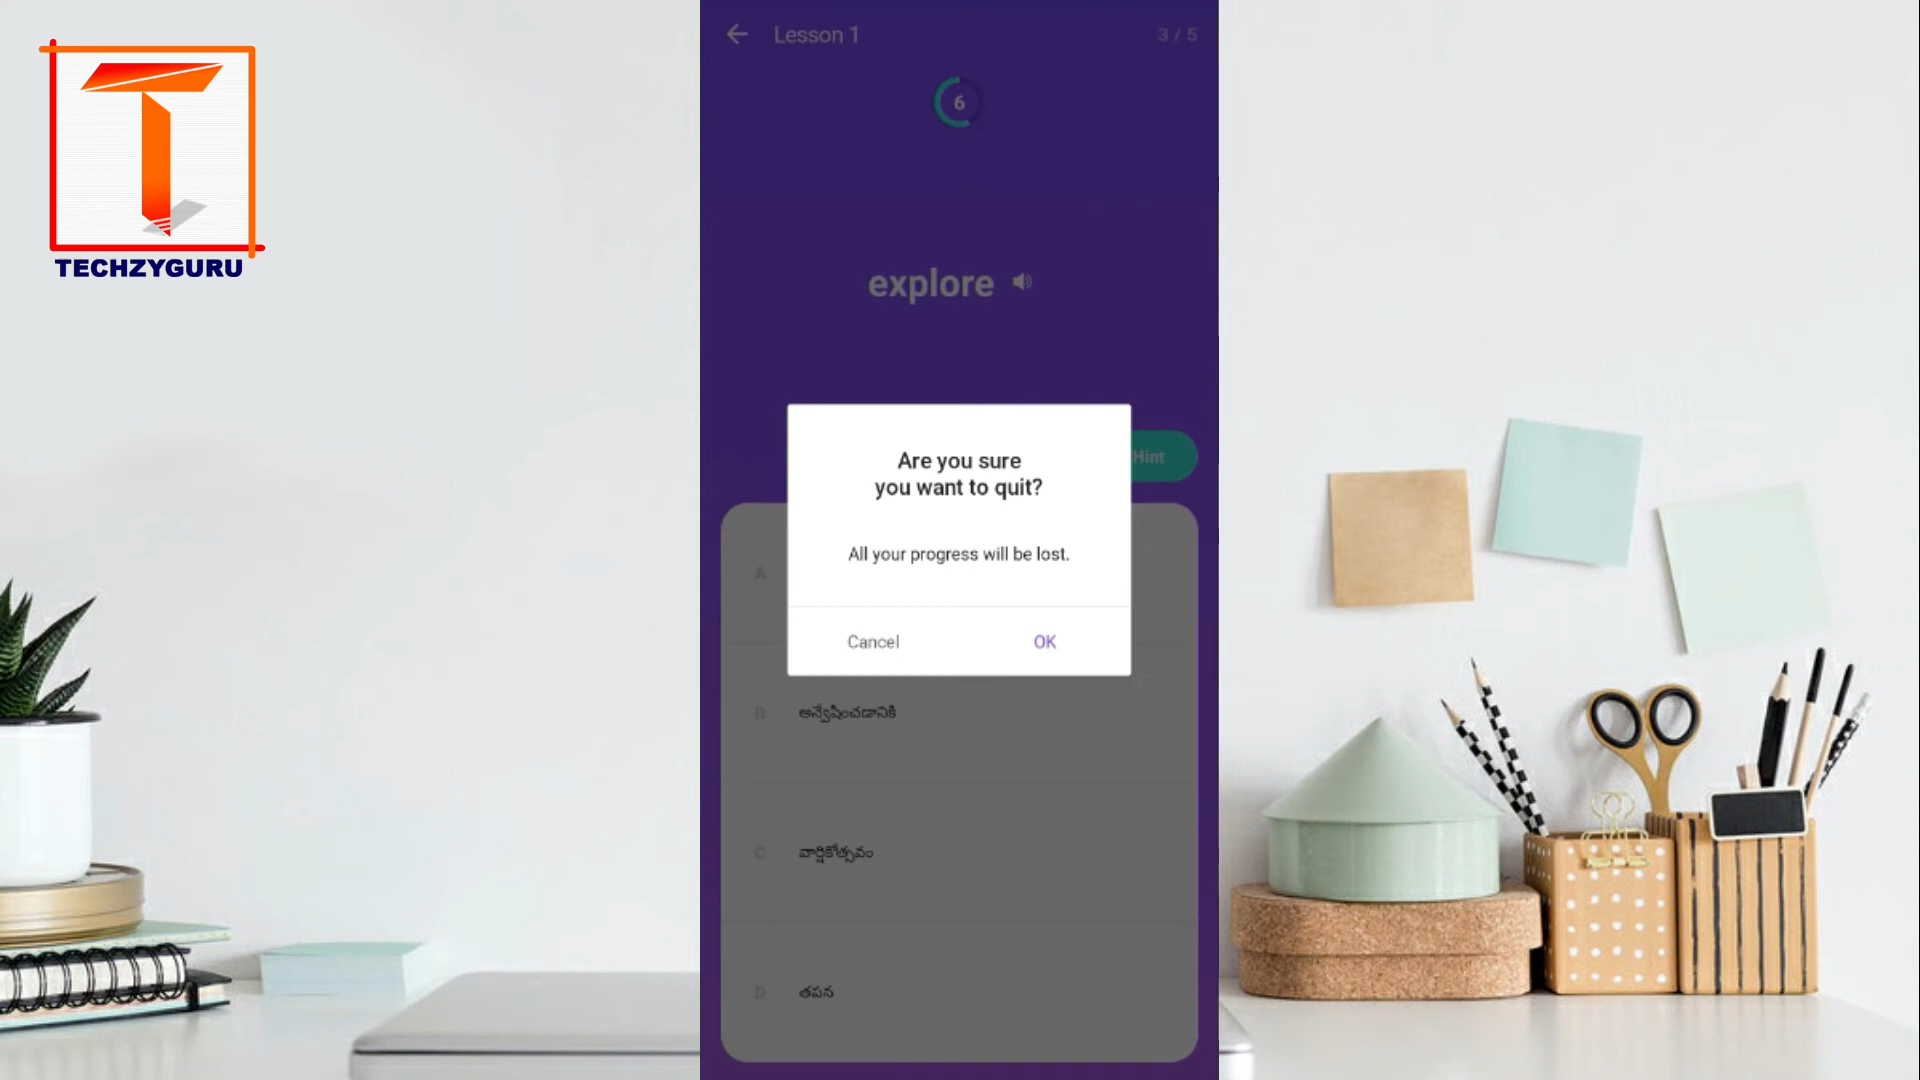 T
TECHZYGURU
Lesson 1
3 / 5
6
explore
Hint
Are you sure
you want to quit?
All your progress will be lost.
Cancel
OK
A
B అన్వేషించడానికి
C వార్షికోత్సవం
D తపన